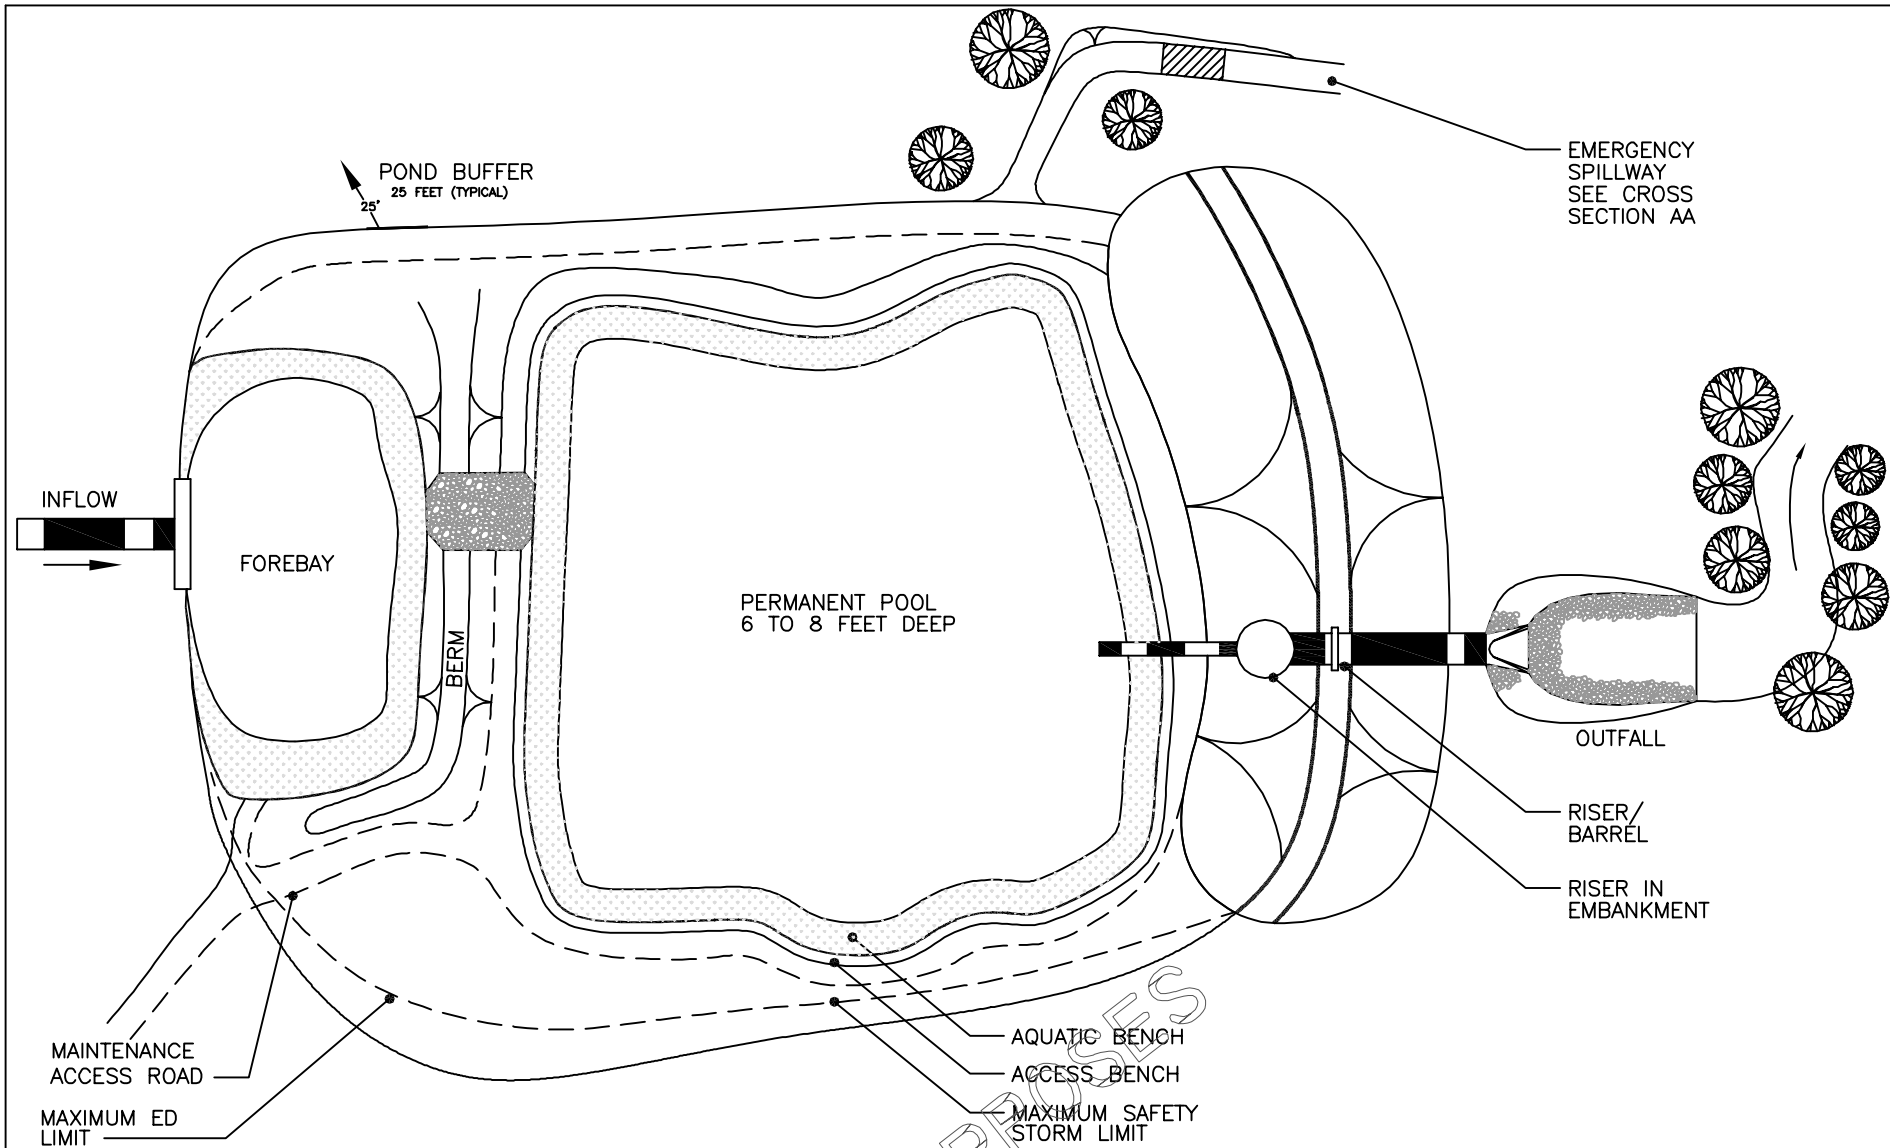 POND BUFFER
25 FEET (TYPICAL)
25'
EMERGENCY
SPILLWAY
SEE CROSS
SECTION AA
INFLOW
FOREBAY
PERMANENT POOL
6 TO 8 FEET DEEP
BERM
OUTFALL
RISER/
BARREL
RISER IN
EMBANKMENT
AQUATIC BENCH
ACCESS BENCH
MAXIMUM SAFETY
STORM LIMIT
MAINTENANCE
ACCESS ROAD
MAXIMUM ED
LIMIT